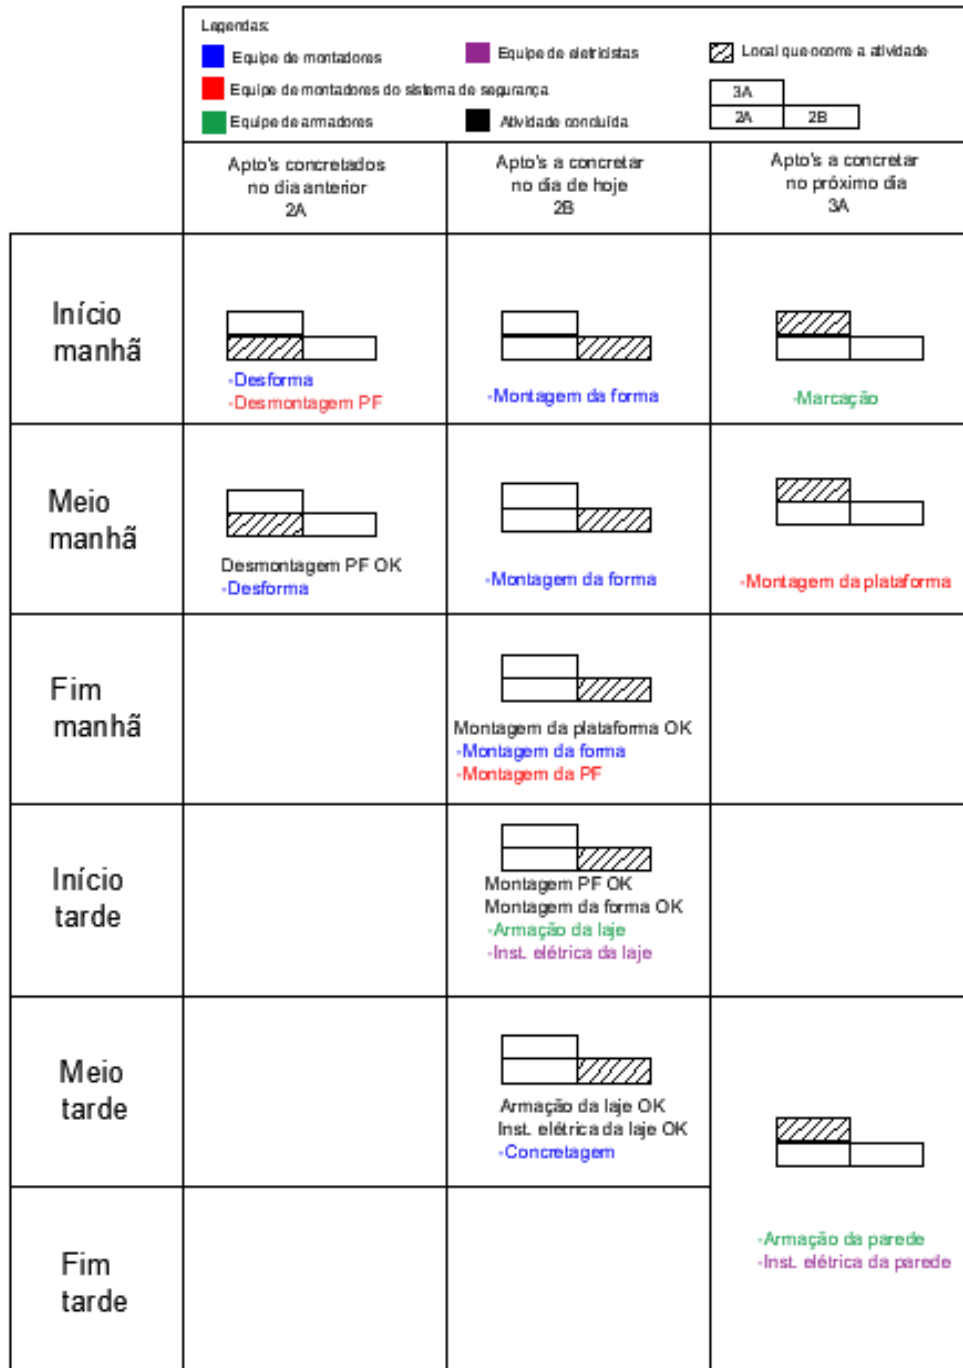 Legendas:
Equipe de montadores
Equipe de eletricistas
Local que ocorre a atividade
Equipe de montadores do sistema de segurança
3A
Equipe de armadores
Atividade concluída
2A 2B
Apto's concretados
no dia anterior
2A
Apto's a concretar
no dia de hoje
2B
Apto's a concretar
no próximo dia
3A
Início
manhã
-Desforma
-Desmontagem PF
-Montagem da forma
-Marcação
Meio
manhã
Desmontagem PF OK
-Desforma
-Montagem da forma
-Montagem da plataforma
Fim
manhã
Montagem da plataforma OK
-Montagem da forma
-Montagem da PF
Início
tarde
Montagem PF OK
Montagem da forma OK
-Armação da laje
-Inst. elétrica da laje
Meio
tarde
Armação da laje OK
Inst. elétrica da laje OK
-Concretagem
Fim
tarde
-Armação da parede
-Inst. elétrica da parede